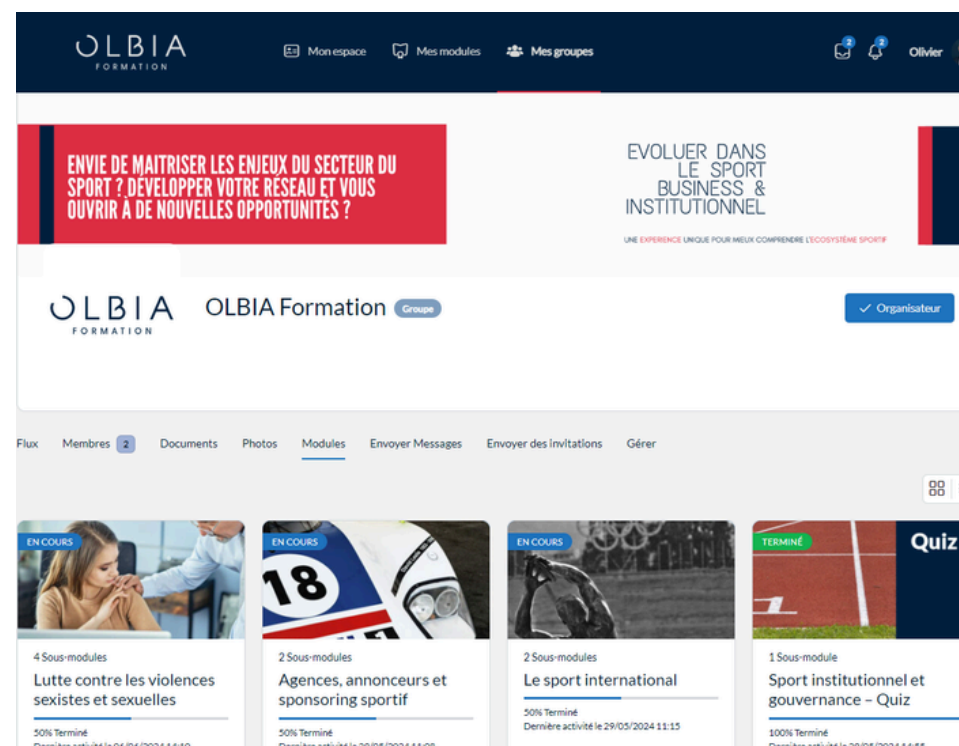 OLBIA
FORMATION
Mon espace
Mes modules
Mes groupes
2
2
Olivier
ENVIE DE MAITRISER LES ENJEUX DU SECTEUR DU
SPORT ? DÉVELOPPER VOTRE RÉSEAU ET VOUS
OUVRIR À DE NOUVELLES OPPORTUNITÉS ?
EVOLUER DANS
LE SPORT
BUSINESS &
INSTITUTIONNEL
UNE EXPERIENCE UNIQUE POUR MIEUX COMPRENDRE L'ECOSYSTÈME SPORTIF
OLBIA
FORMATION
OLBIA Formation
Groupe
Organisateur
Flux
Membres 2
Documents
Photos
Modules
Envoyer Messages
Envoyer des invitations
Gérer
EN COURS
4 Sous-modules
Lutte contre les violences
sexistes et sexuelles
50% Terminé
EN COURS
18
2 Sous-modules
Agences, annonceurs et
sponsoring sportif
50% Terminé
EN COURS
2 Sous-modules
Le sport international
50% Terminé
Dernière activité le 29/05/2024 11:15
TERMINÉ
Quiz
1
1 Sous-module
Sport institutionnel et
gouvernance – Quiz
100% Terminé